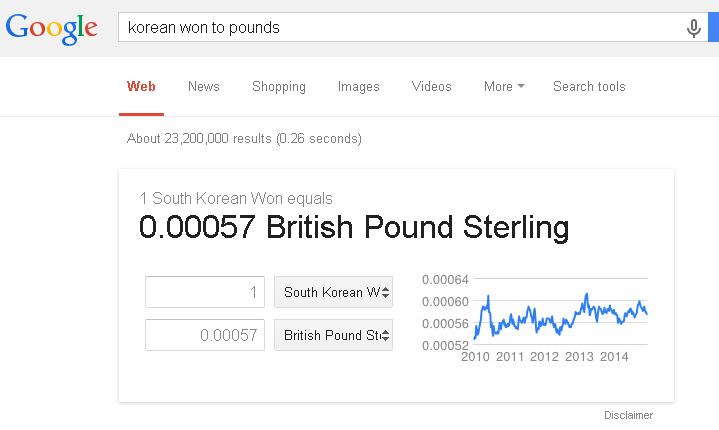 Google korean won to pounds
Web News Shopping Images Videos More Search tools
About 23,200,000 results (0.26 seconds)
1 South Korean Won equals
0.00057 British Pound Sterling
1 South Korean W
0.00057 British Pound Ste
0.00064
0.00060
0.00056
0.00052
2010 2011 2012 2013 2014
Disclaimer